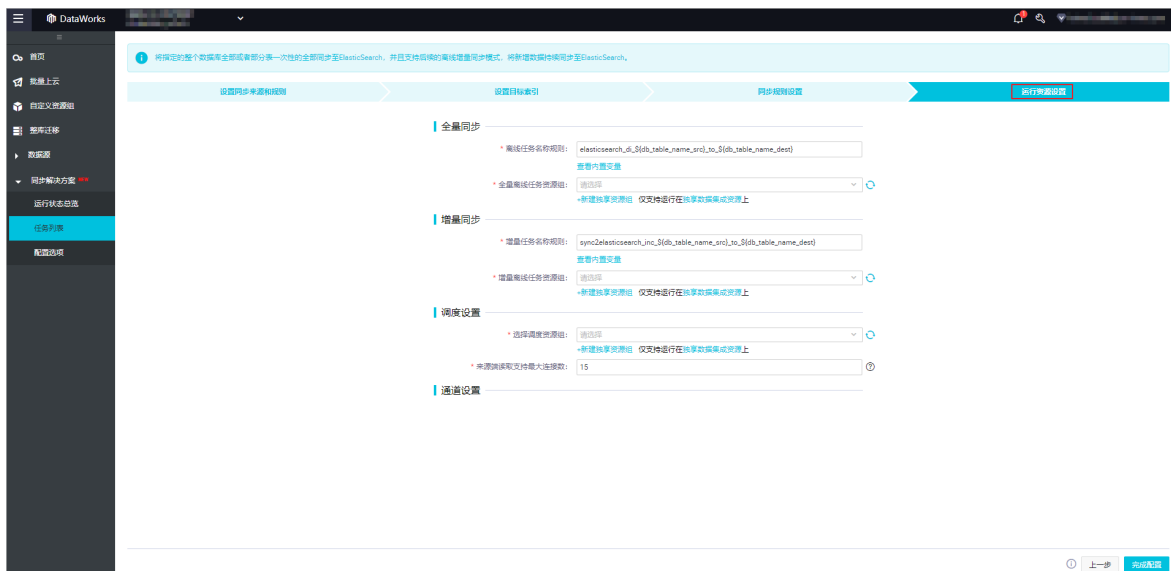 DataWorks
首页
批量上云
自定义资源组
整库迁移
数据源
同步解决方案
运行状态总览
任务列表
配置选项
将指定的整个数据库全部或者部分表一次性的全部同步至ElasticSearch，并且支持后续的离线增量同步模式，将新增数据持续同步至ElasticSearch。
设置同步来源和规则
设置目标索引
同步规则设置
运行资源设置
全量同步
* 离线任务名称规则： elasticsearch_di_${db_table_name_src}_to_${db_table_name_dest}
查看内置变量
* 全量离线任务资源组： 请选择
+新建独享资源组 仅支持运行在独享数据集成资源上
增量同步
* 增量任务名称规则： sync2elasticsearch_inc_${db_table_name_src}_to_${db_table_name_dest}
查看内置变量
* 增量离线任务资源组： 请选择
+新建独享资源组 仅支持运行在独享数据集成资源上
调度设置
* 选择调度资源组： 请选择
+新建独享资源组 仅支持运行在独享数据集成资源上
* 来源端读取支持最大连接数： 15
通道设置
上一步
完成配置